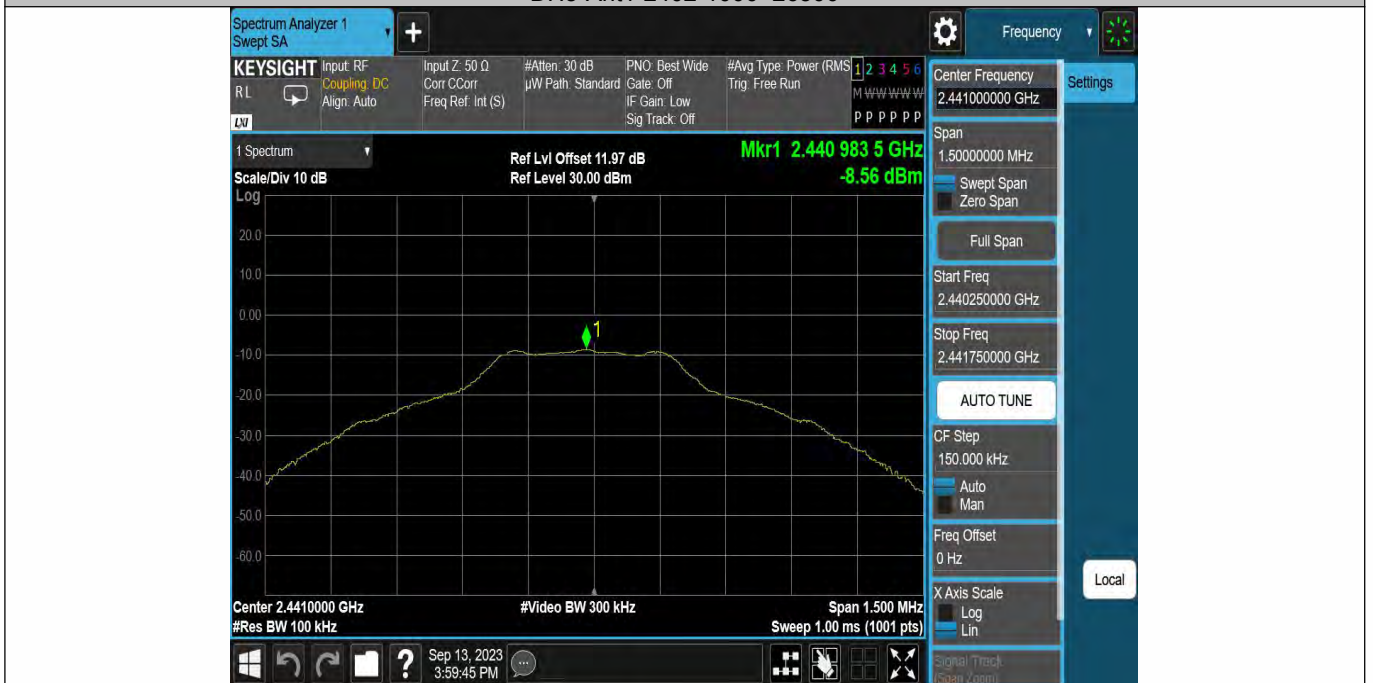 Spectrum Analyzer 1
Swept SA
+
Frequency
KEYSIGHT
RL
LXI
Input: RF
Coupling: DC
Align: Auto
Input Z: 50 Ω
Corr CCorr
Freq Ref: Int (S)
#Atten: 30 dB
µW Path: Standard
PNO: Best Wide
Gate: Off
IF Gain: Low
Sig Track: Off
#Avg Type: Power (RMS
Trig: Free Run
1 2 3 4 5 6
M W W W W W
P P P P P P
1 Spectrum
Scale/Div 10 dB
Ref Lvl Offset 11.97 dB
Ref Level 30.00 dBm
Mkr1 2.440 983 5 GHz
-8.56 dBm
Log
20.0
10.0
0.00
-10.0
-20.0
-30.0
-40.0
-50.0
-60.0
1
Center 2.4410000 GHz
#Res BW 100 kHz
#Video BW 300 kHz
Span 1.500 MHz
Sweep 1.00 ms (1001 pts)
Settings
Center Frequency
2.441000000 GHz
Span
1.50000000 MHz
Swept Span
Zero Span
Full Span
Start Freq
2.440250000 GHz
Stop Freq
2.441750000 GHz
AUTO TUNE
CF Step
150.000 kHz
Auto
Man
Freq Offset
0 Hz
X Axis Scale
Log
Lin
Signal Track
(Span Zoom)
Local
?
Sep 13, 2023
3:59:45 PM